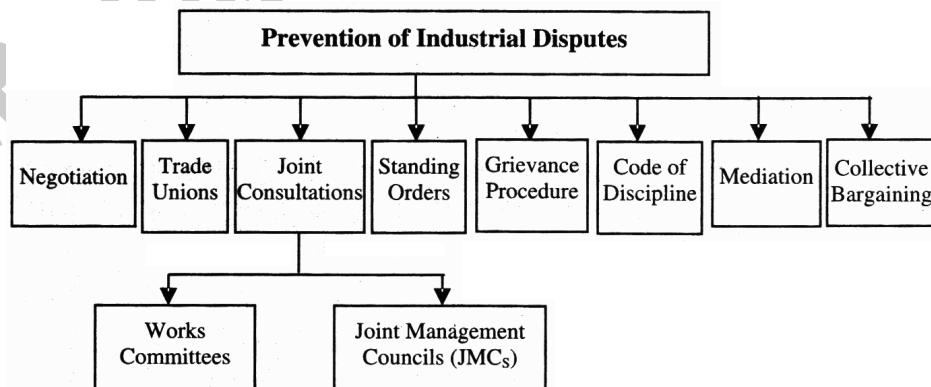 Prevention of Industrial Disputes
Negotiation
Trade
Unions
Joint
Consultations
Standing
Orders
Grievance
Procedure
Code of
Discipline
Mediation
Collective
Bargaining
Works
Committees
Joint Management
Councils (JMCs)